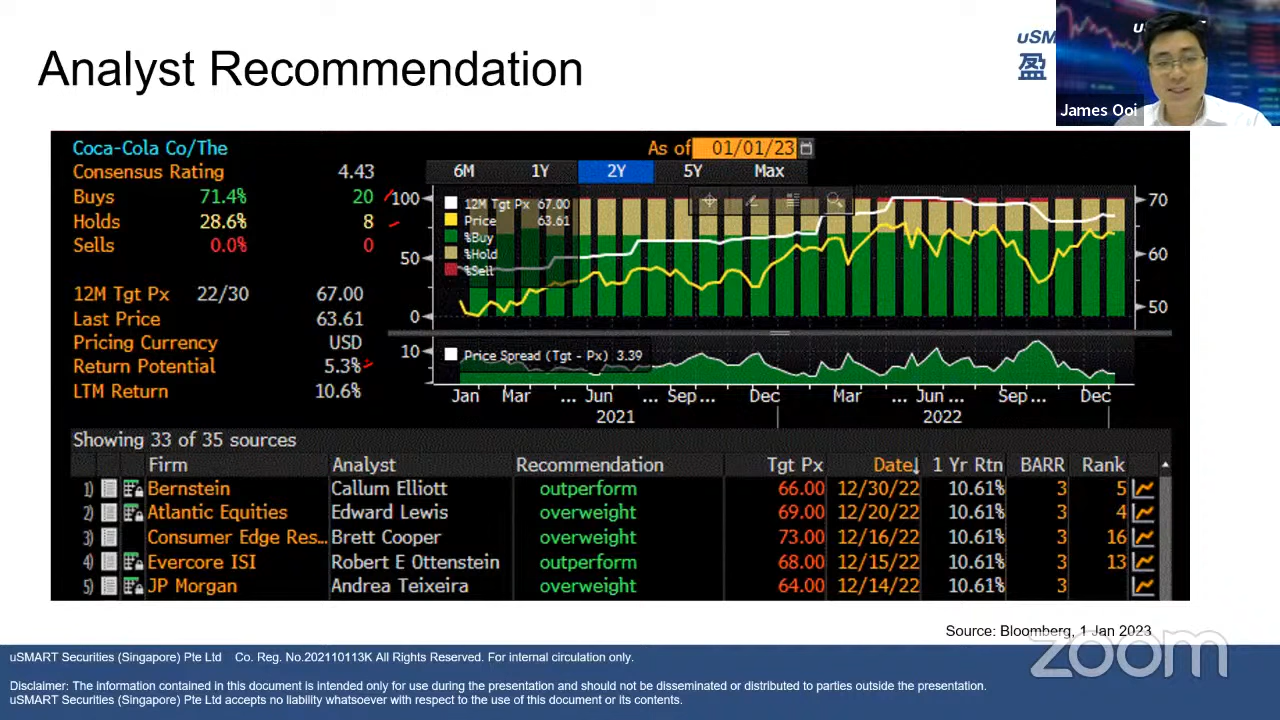 Analyst Recommendation
uSM
盈
James Ooi
Coca-Cola Co/The
As of 01/01/23
Consensus Rating 4.43
Buys 71.4% 20
Holds 28.6% 8
Sells 0.0% 0
12M Tgt Px 22/30 67.00
Last Price 63.61
Pricing Currency USD
Return Potential 5.3%
LTM Return 10.6%
6M 1Y 2Y 5Y Max
100 50 0
12M Tgt Px 67.00
Price 63.61
%Buy
%Hold
%Sell
70 60 50
10
Price Spread (Tgt - Px) 3.39
Jan Mar ... Jun ... Sep... Dec Mar ... Jun ... Sep... Dec
2021 2022
Showing 33 of 35 sources
Firm Analyst Recommendation Tgt Px Date↓ 1 Yr Rtn BARR Rank
1) Bernstein Callum Elliott outperform 66.00 12/30/22 10.61% 3 5
2) Atlantic Equities Edward Lewis overweight 69.00 12/20/22 10.61% 3 4
3) Consumer Edge Res... Brett Cooper overweight 73.00 12/16/22 10.61% 3 16
4) Evercore ISI Robert E Ottenstein outperform 68.00 12/15/22 10.61% 3 13
5) JP Morgan Andrea Teixeira overweight 64.00 12/14/22 10.61% 3
Source: Bloomberg, 1 Jan 2023
zoom
uSMART Securities (Singapore) Pte Ltd Co. Reg. No.202110113K All Rights Reserved. For internal circulation only.
Disclaimer: The information contained in this document is intended only for use during the presentation and should not be disseminated or distributed to parties outside the presentation.
uSMART Securities (Singapore) Pte Ltd accepts no liability whatsoever with respect to the use of this document or its contents.